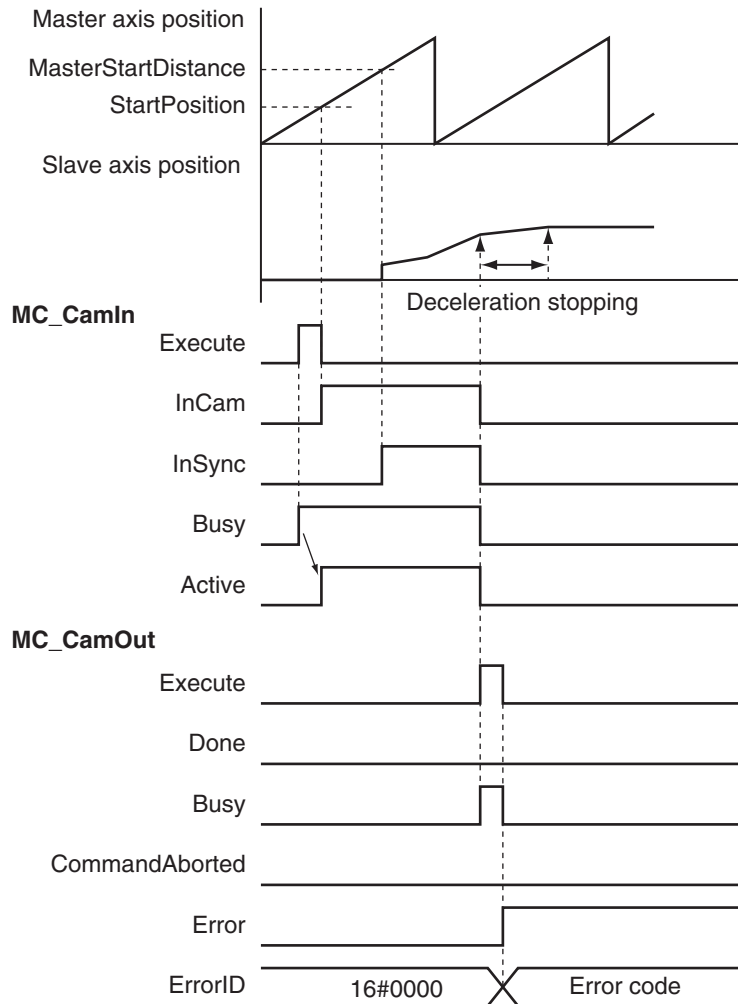 Master axis position
MasterStartDistance
StartPosition
Slave axis position
Deceleration stopping
MC_CamIn
Execute
InCam
InSync
Busy
Active
MC_CamOut
Execute
Done
Busy
CommandAborted
Error
ErrorID 16#0000 Error code